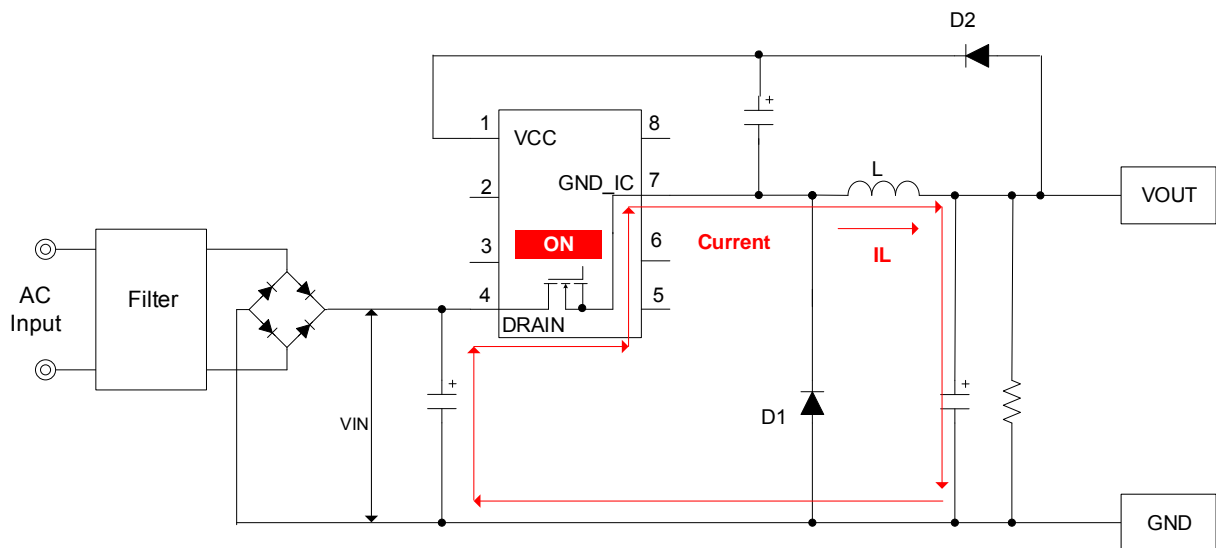 D2
+
1
VCC
8
2
GND_IC
7
L
VOUT
3
ON
6
Current
IL
AC
Input
Filter
4
DRAIN
5
+
VIN
D1
+
GND